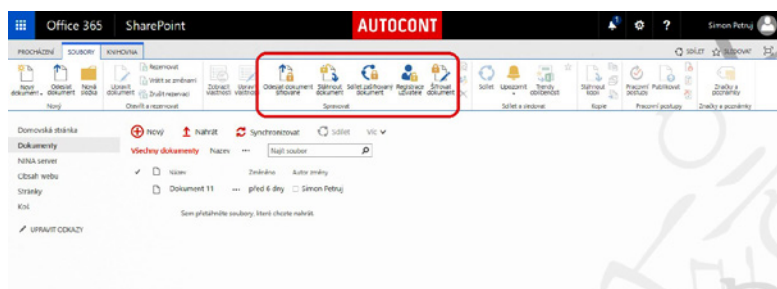 Office 365 SharePoint AUTOCONT ? Simon Petruj
PROCHÁZENÍ SOUBORY KNIHOVNA SDÍLET SLEDOVAT
Nový dokument Odeslat dokument Nová složka
Upravit dokument Rezervovat Vrátit se změnami Zrušit rezervaci
Zobrazit vlastnosti Upravit vlastnosti
Odeslat dokument šifrovaně Stáhnout dokument Sdílet zašifrovaný dokument Registrace uživatele Šifrovat dokument
Sdílet Upozornit Trendy oblíbenosti
Stáhnout kopii Pracovní postupy Publikovat Značky a poznámky
Nový Otevřít a rezervovat Spravovat Sdílet a sledovat Kopie Pracovní postupy Značky a poznámky
Domovská stránka
Dokumenty
NINA server
Obsah webu
Stránky
Koš
UPRAVIT ODKAZY
Nový Nahrát Synchronizovat Sdílet Víc
Všechny dokumenty Název ... Najít soubor
Název Změněno Autor změny
Dokument 11 ... před 6 dny Simon Petruj
Sem přetáhněte soubory, které chcete nahrát.